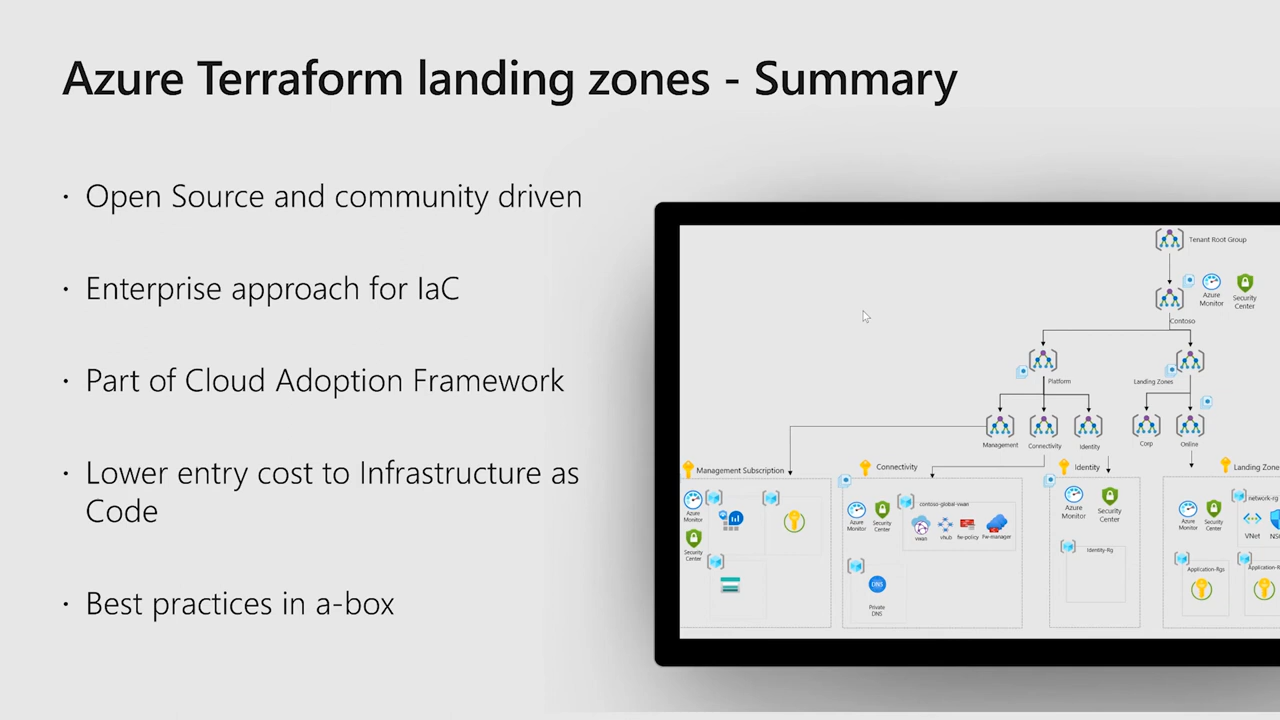 Azure Terraform landing zones - Summary
· Open Source and community driven
· Enterprise approach for IaC
· Part of Cloud Adoption Framework
· Lower entry cost to Infrastructure as
Code
· Best practices in a-box
Tenant Root Group
Azure
Monitor
Security
Center
Contoso
Platform
Landing Zones
Management
Connectivity
Identity
Corp
Online
Management Subscription
Connectivity
Identity
Landing Zone
Azure
Monitor
Security
Center
Azure
Monitor
Security
Center
contoso-global-vwan
vwan
vhub
fw-policy
Fw-manager
DNS
Private
DNS
Azure
Monitor
Security
Center
Identity-Rg
Azure
Monitor
Security
Center
network-rg
VNet
NS
Application-Rgs
Application-R